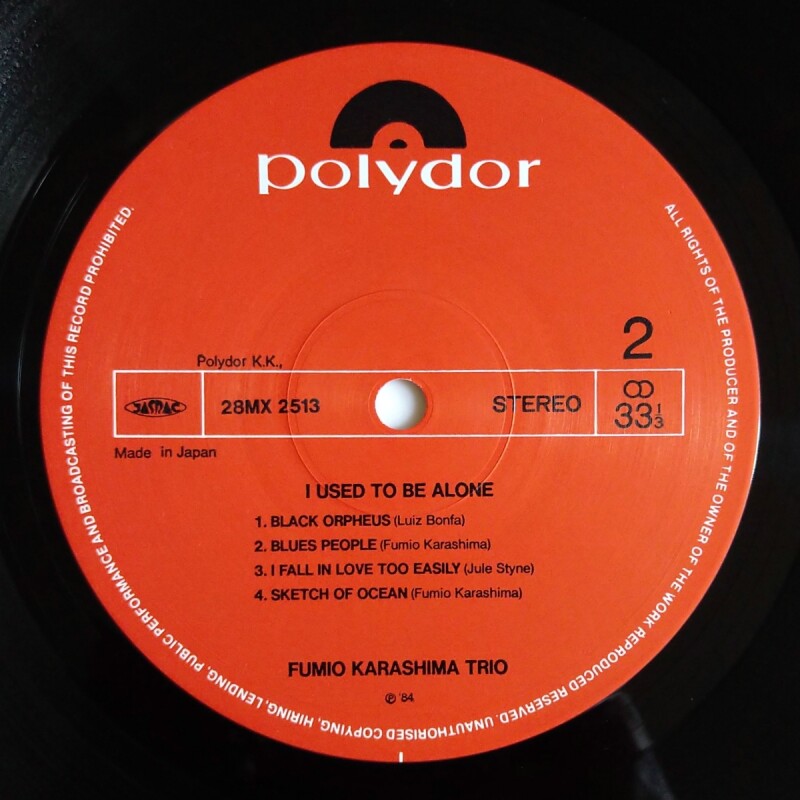 polydor
2
Polydor K.K.,
JASRAC
28MX 2513
STEREO
∞
33 1/3
Made in Japan
I USED TO BE ALONE
1. BLACK ORPHEUS (Luiz Bonfa)
2. BLUES PEOPLE (Fumio Karashima)
3. I FALL IN LOVE TOO EASILY (Jule Styne)
4. SKETCH OF OCEAN (Fumio Karashima)
FUMIO KARASHIMA TRIO
℗ '84
ALL RIGHTS OF THE PRODUCER AND OF THE OWNER OF THE WORK REPRODUCED RESERVED. UNAUTHORISED COPYING, HIRING, LENDING, PUBLIC PERFORMANCE AND BROADCASTING OF THIS RECORD PROHIBITED.